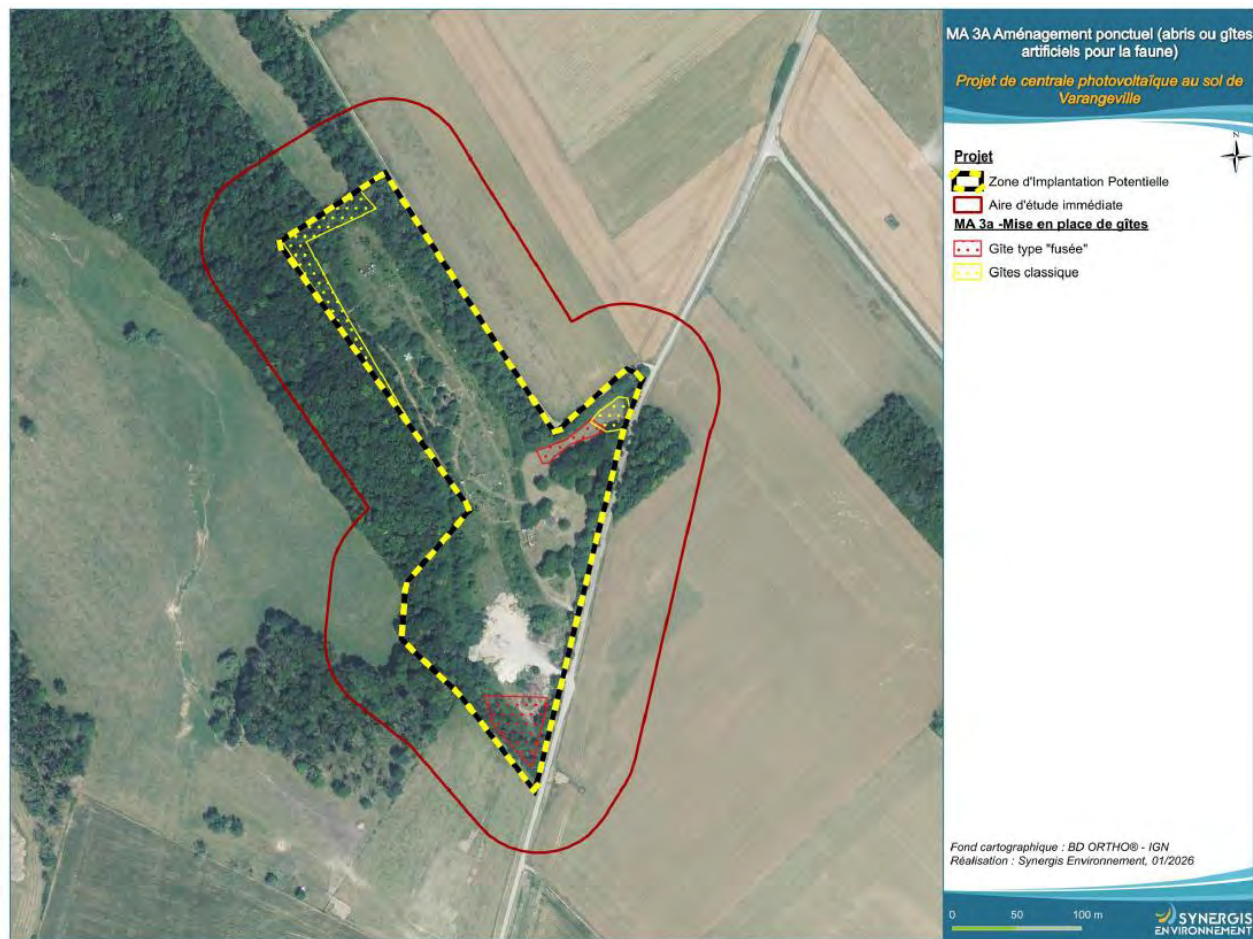 MA 3A Aménagement ponctuel (abris ou gîtes
artificiels pour la faune)
Projet de centrale photovoltaïque au sol de
Varangeville
N
Projet
Zone d'Implantation Potentielle
Aire d'étude immédiate
MA 3a -Mise en place de gîtes
Gîte type "fusée"
Gîtes classique
Fond cartographique : BD ORTHO® - IGN
Réalisation : Synergis Environnement, 01/2026
0 50 100 m
SYNERGIS
ENVIRONNEMENT